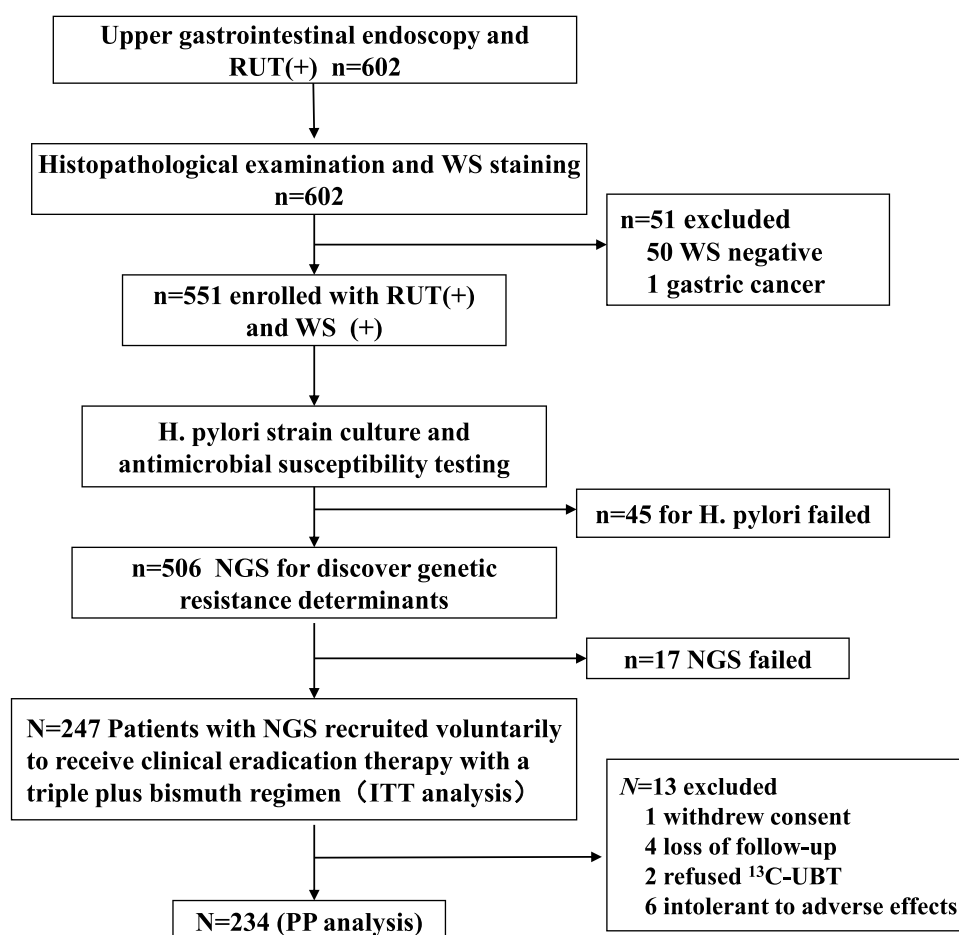 Upper gastrointestinal endoscopy and
RUT(+) n=602
Histopathological examination and WS staining
n=602
n=51 excluded
50 WS negative
1 gastric cancer
n=551 enrolled with RUT(+)
and WS (+)
H. pylori strain culture and
antimicrobial susceptibility testing
n=45 for H. pylori failed
n=506 NGS for discover genetic
resistance determinants
n=17 NGS failed
N=247 Patients with NGS recruited voluntarily
to receive clinical eradication therapy with a
triple plus bismuth regimen（ITT analysis）
N=13 excluded
1 withdrew consent
4 loss of follow-up
2 refused ¹³C-UBT
6 intolerant to adverse effects
N=234 (PP analysis)